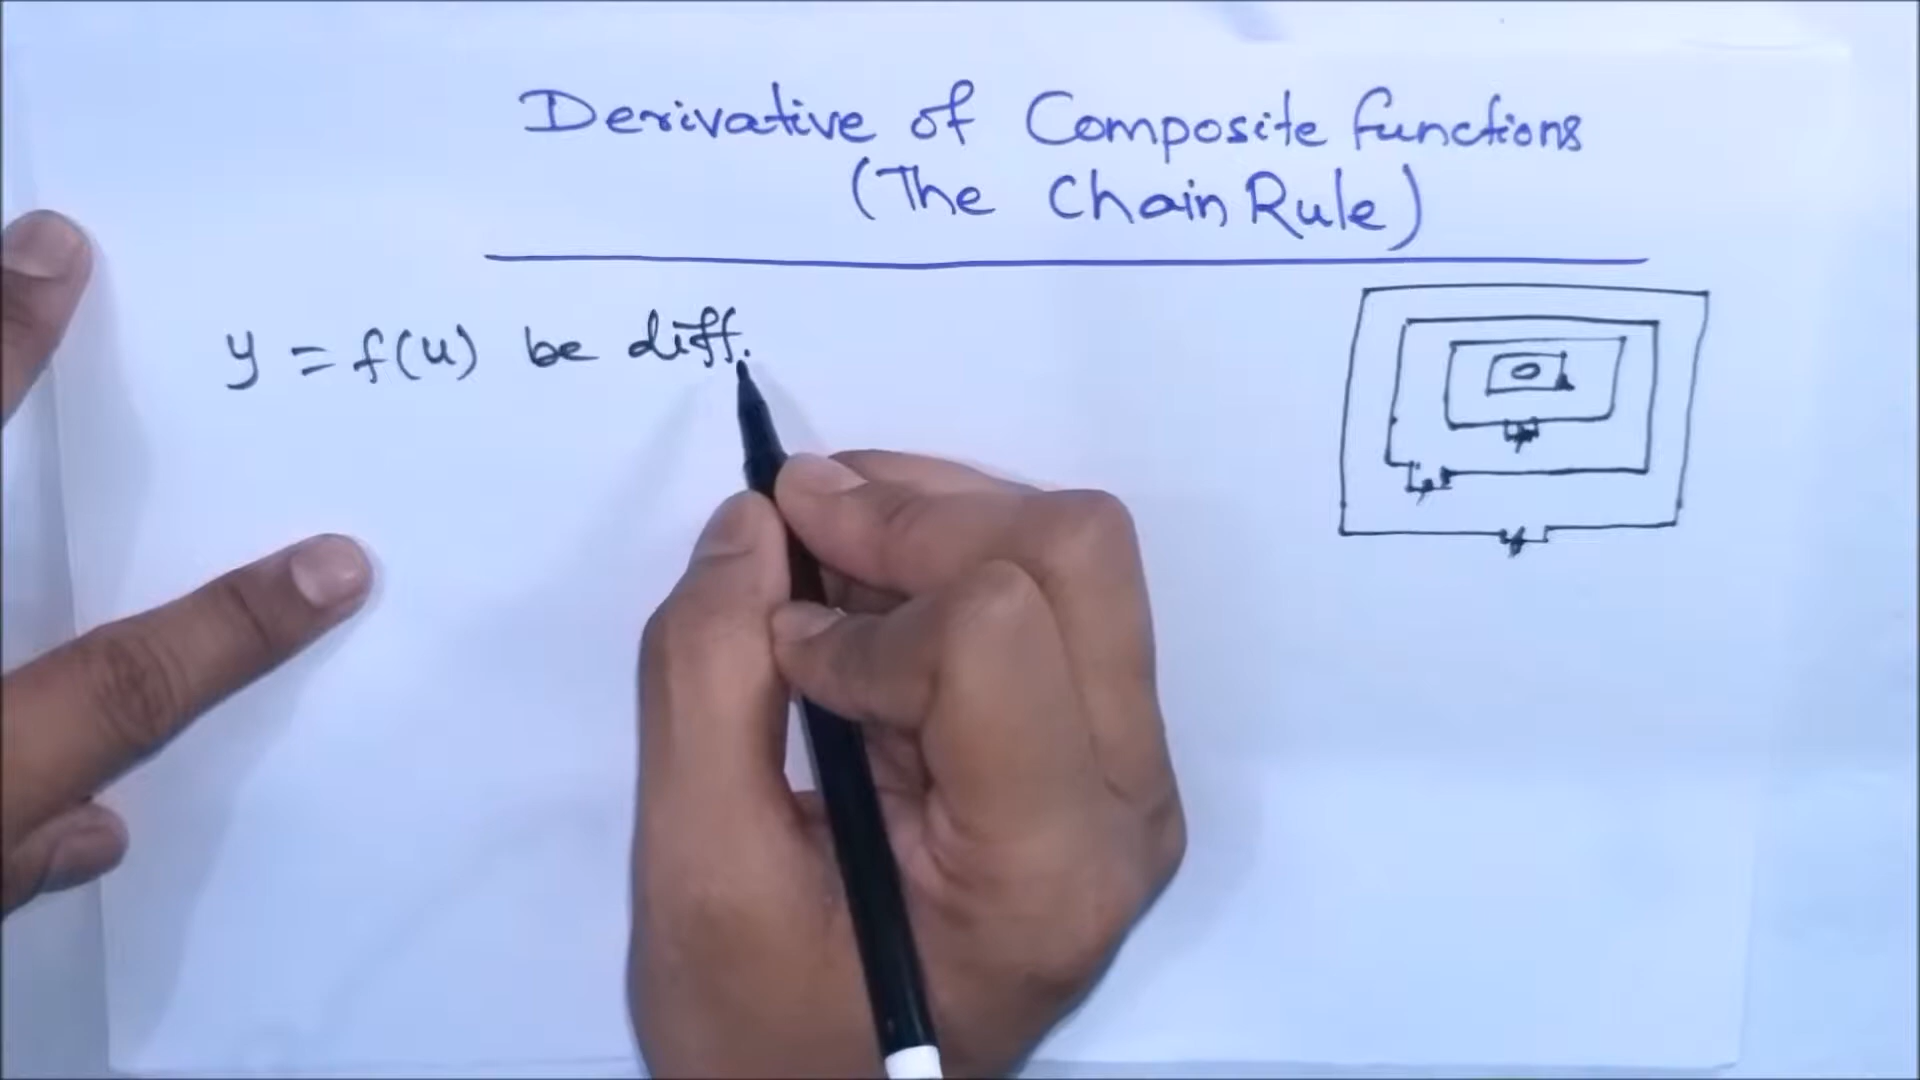 Derivative of Composite functions
(The Chain Rule)
y = f(u) be diff.